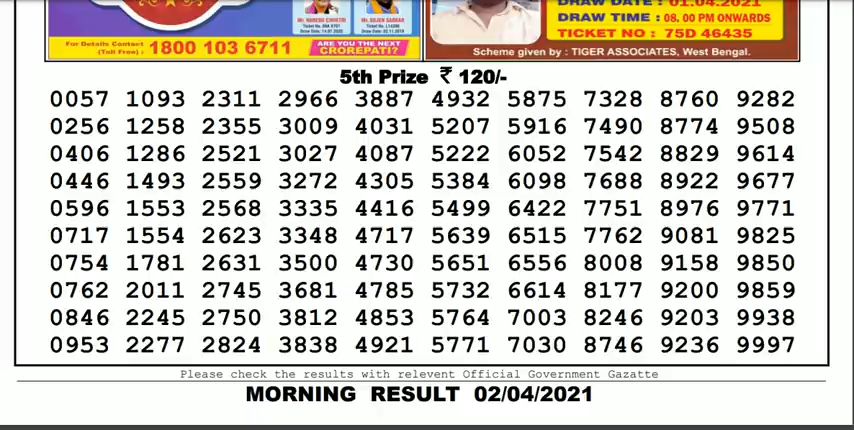 DRAW DATE : 01.04.2021
DRAW TIME : 08. 00 PM ONWARDS
TICKET NO : 75D 46435
Mr. SUJEN SARKAR
For Details Contact
(Toll Free) : 1800 103 6711
ARE YOU THE NEXT
CROREPATI?
Scheme given by : TIGER ASSOCIATES, West Bengal.
5th Prize ₹ 120/-
0057 1093 2311 2966 3887 4932 5875 7328 8760 9282
0256 1258 2355 3009 4031 5207 5916 7490 8774 9508
0406 1286 2521 3027 4087 5222 6052 7542 8829 9614
0446 1493 2559 3272 4305 5384 6098 7688 8922 9677
0596 1553 2568 3335 4416 5499 6422 7751 8976 9771
0717 1554 2623 3348 4717 5639 6515 7762 9081 9825
0754 1781 2631 3500 4730 5651 6556 8008 9158 9850
0762 2011 2745 3681 4785 5732 6614 8177 9200 9859
0846 2245 2750 3812 4853 5764 7003 8246 9203 9938
0953 2277 2824 3838 4921 5771 7030 8746 9236 9997
Please check the results with relevent Official Government Gazatte
MORNING RESULT 02/04/2021